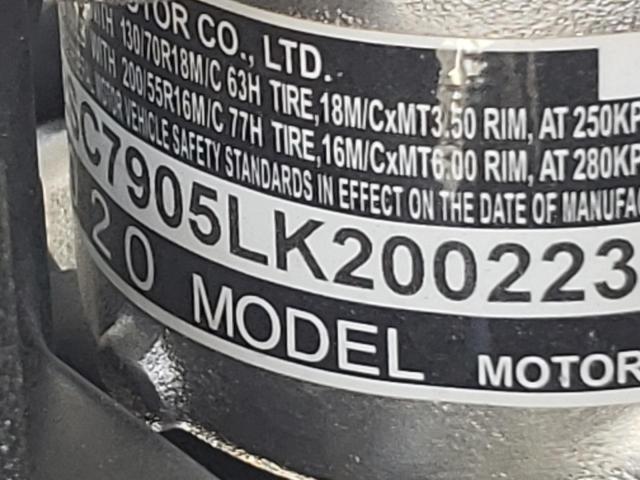 OTOR CO., LTD.
WITH 130/70R18M/C 63H TIRE, 18M/CxMT3.50 RIM, AT 250KP
WITH 200/55R16M/C 77H TIRE, 16M/CxMT6.00 RIM, AT 280KP
MOTOR VEHICLE SAFETY STANDARDS IN EFFECT ON THE DATE OF MANUFAC
SC7905LK200223
20 MODEL MOTOR